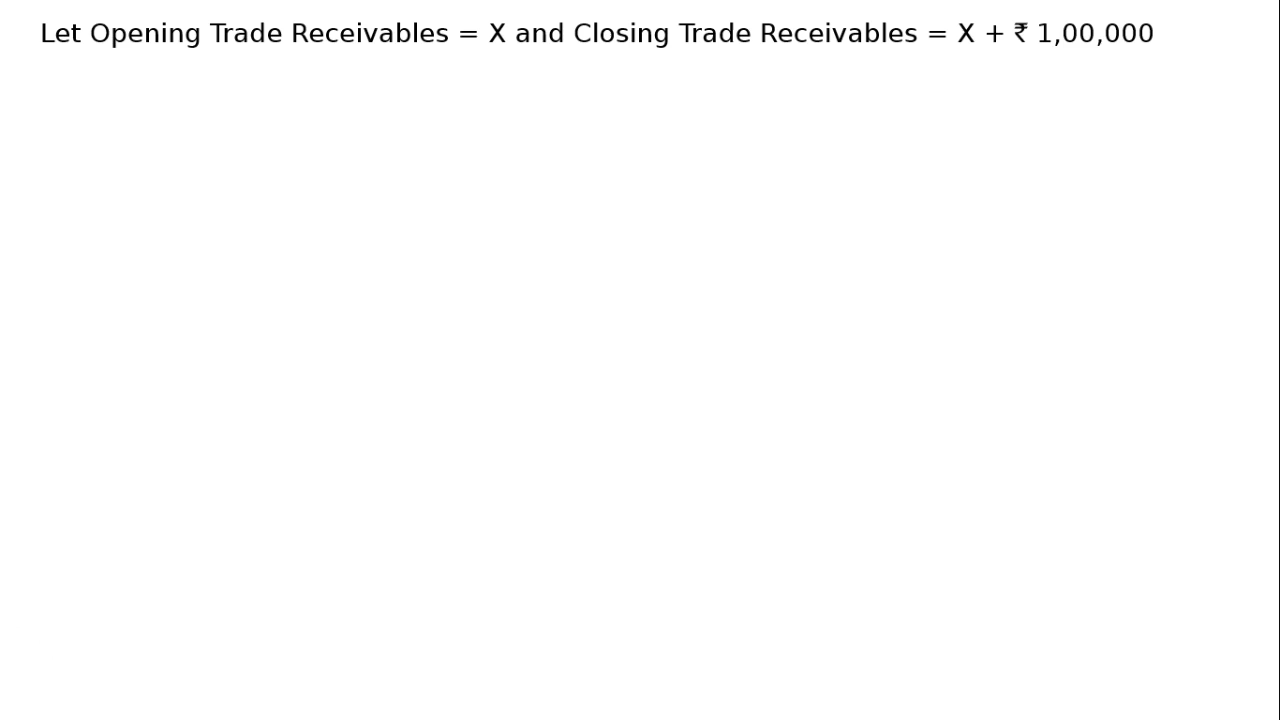 Let Opening Trade Receivables = X and Closing Trade Receivables = X + ₹ 1,00,000